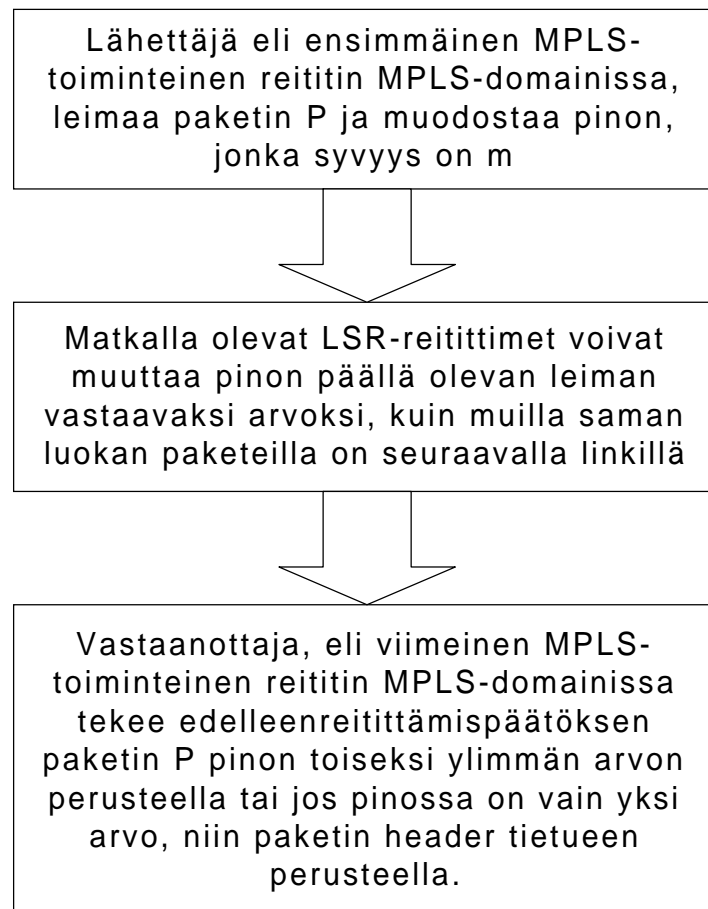 Lähettäjä eli ensimmäinen MPLS-
toiminteinen reititin MPLS-domainissa,
leimaa paketin P ja muodostaa pinon,
jonka syvyys on m
Matkalla olevat LSR-reitittimet voivat
muuttaa pinon päällä olevan leiman
vastaavaksi arvoksi, kuin muilla saman
luokan paketeilla on seuraavalla linkillä
Vastaanottaja, eli viimeinen MPLS-
toiminteinen reititin MPLS-domainissa
tekee edelleenreitittämispäätöksen
paketin P pinon toiseksi ylimmän arvon
perusteella tai jos pinossa on vain yksi
arvo, niin paketin header tietueen
perusteella.